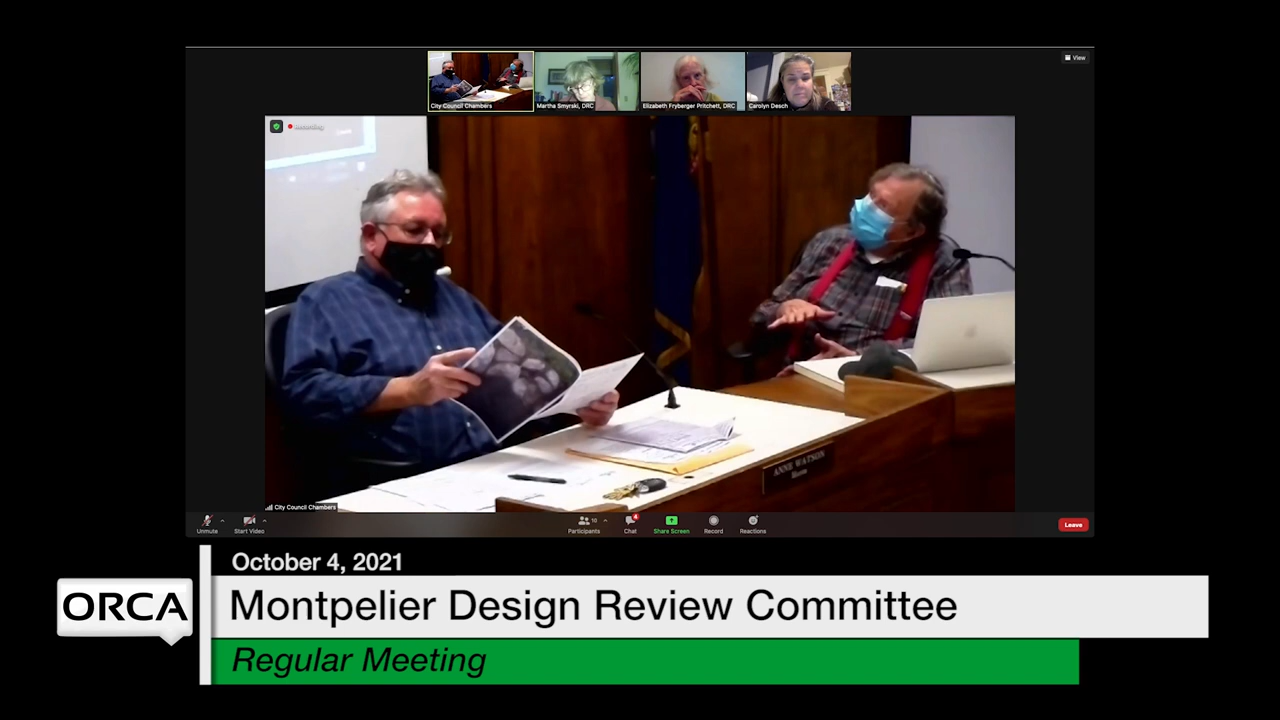 View
City Council Chambers
Martha Smyrski, DRC
Elizabeth Fryberger Pritchett, DRC
Carolyn Desch
Recording
ANNE WATSON
City Council Chambers
Unmute
Start Video
Participants
10
Chat
4
Share Screen
Record
Reactions
Leave
October 4, 2021
ORCA
Montpelier Design Review Committee
Regular Meeting